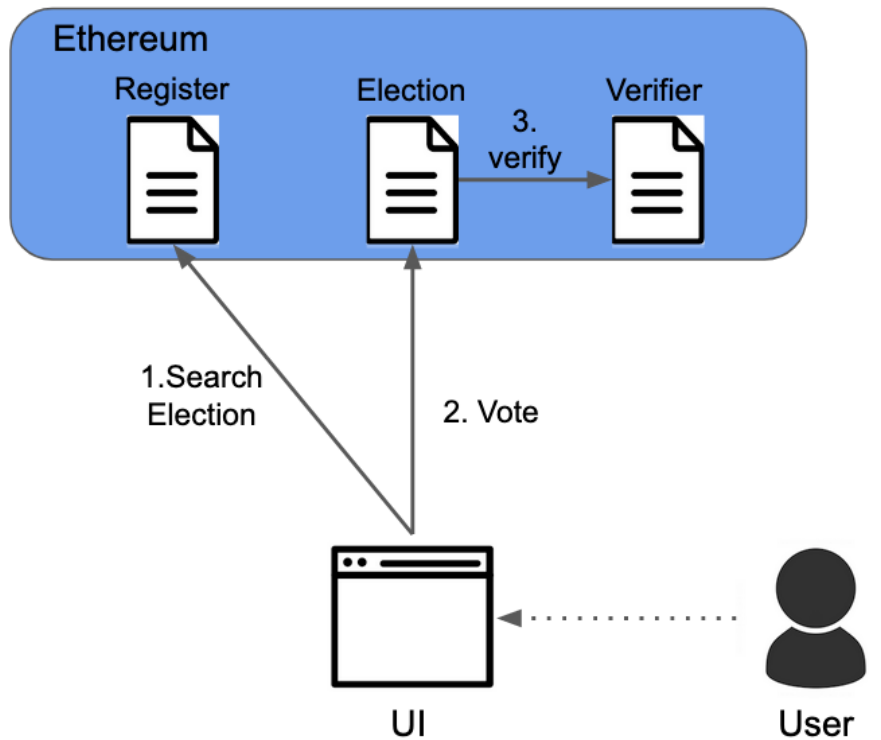 Ethereum
Register
Election
Verifier
3.
verify
1.Search
Election
2. Vote
UI
User